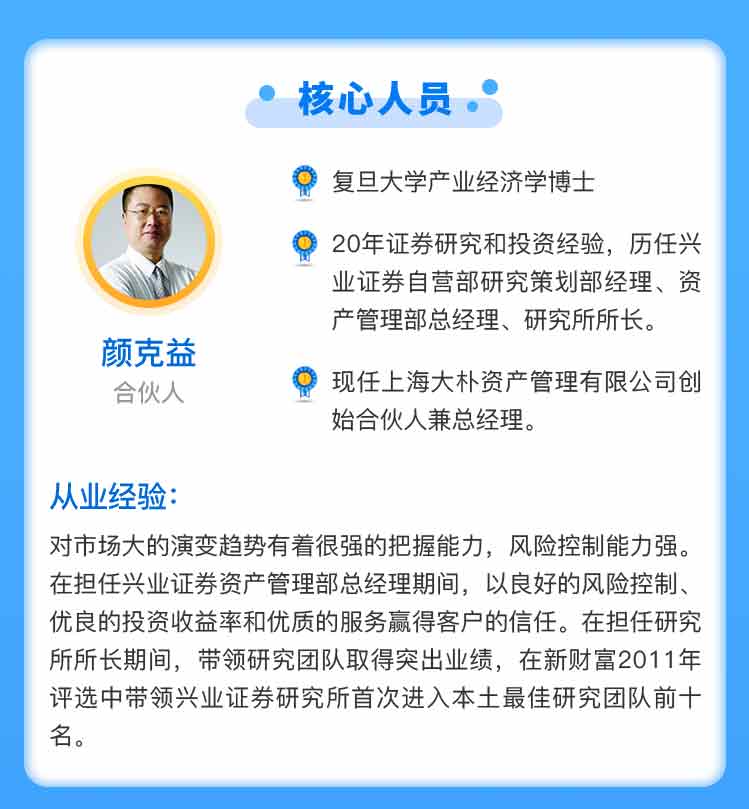 核心人员
复旦大学产业经济学博士
20年证券研究和投资经验，历任兴
业证券自营部研究策划部经理、资
产管理部总经理、研究所所长。
颜克益
合伙人
现任上海大朴资产管理有限公司创
始合伙人兼总经理。
从业经验：
对市场大的演变趋势有着很强的把握能力，风险控制能力强。
在担任兴业证券资产管理部总经理期间，以良好的风险控制、
优良的投资收益率和优质的服务赢得客户的信任。在担任研究
所所长期间，带领研究团队取得突出业绩，在新财富2011年
评选中带领兴业证券研究所首次进入本土最佳研究团队前十
名。